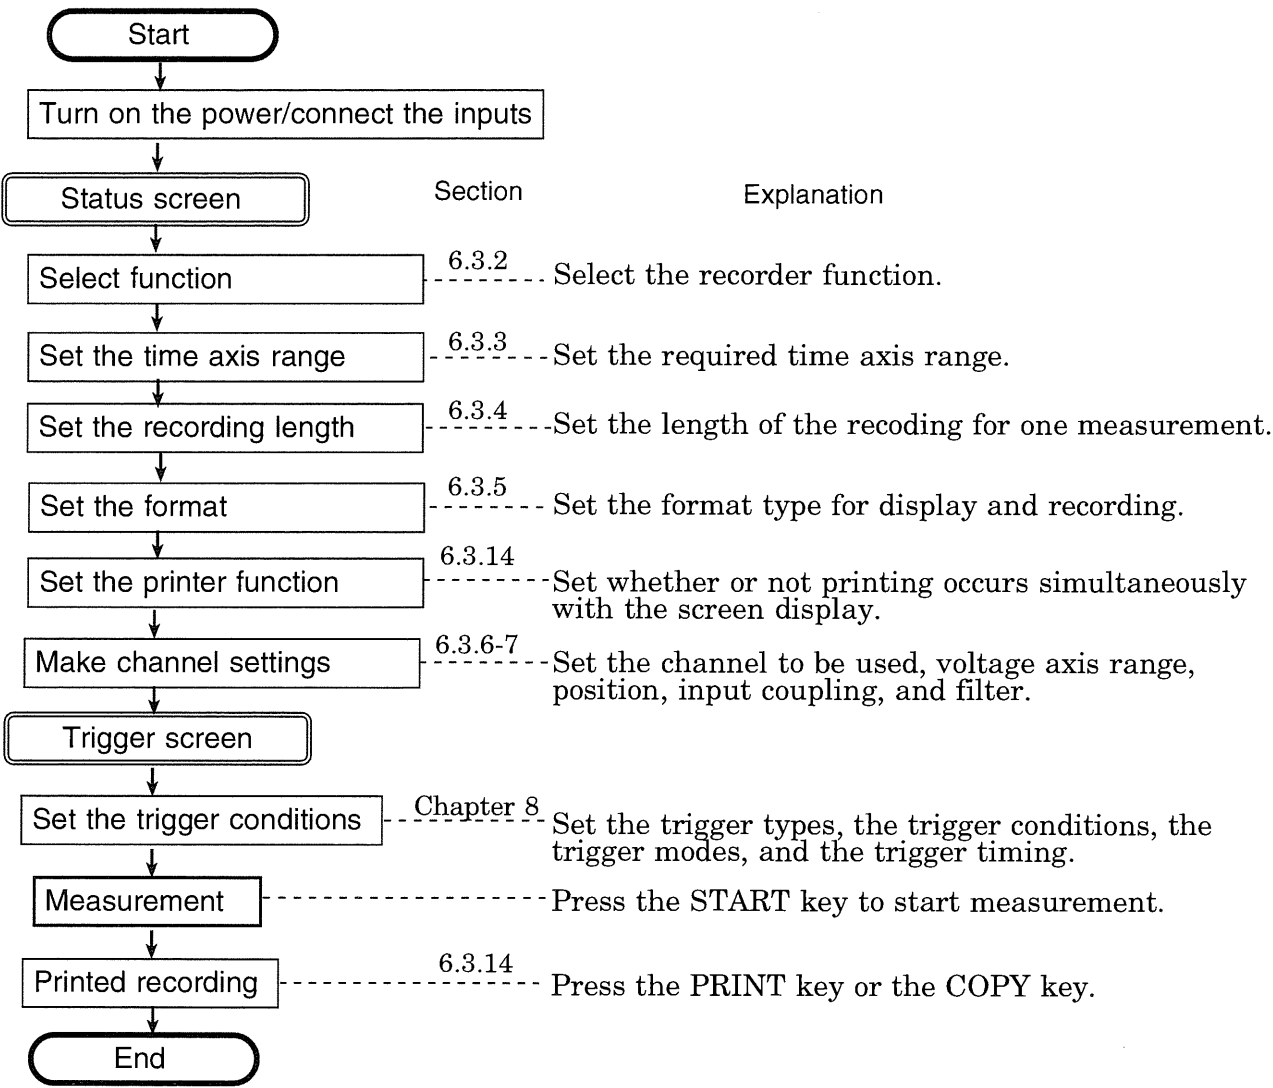 Start
Turn on the power/connect the inputs
Status screen
Section
Explanation
Select function
6.3.2
Select the recorder function.
Set the time axis range
6.3.3
Set the required time axis range.
Set the recording length
6.3.4
Set the length of the recoding for one measurement.
Set the format
6.3.5
Set the format type for display and recording.
Set the printer function
6.3.14
Set whether or not printing occurs simultaneously
with the screen display.
Make channel settings
6.3.6-7
Set the channel to be used, voltage axis range,
position, input coupling, and filter.
Trigger screen
Set the trigger conditions
Chapter 8
Set the trigger types, the trigger conditions, the
trigger modes, and the trigger timing.
Measurement
Press the START key to start measurement.
Printed recording
6.3.14
Press the PRINT key or the COPY key.
End